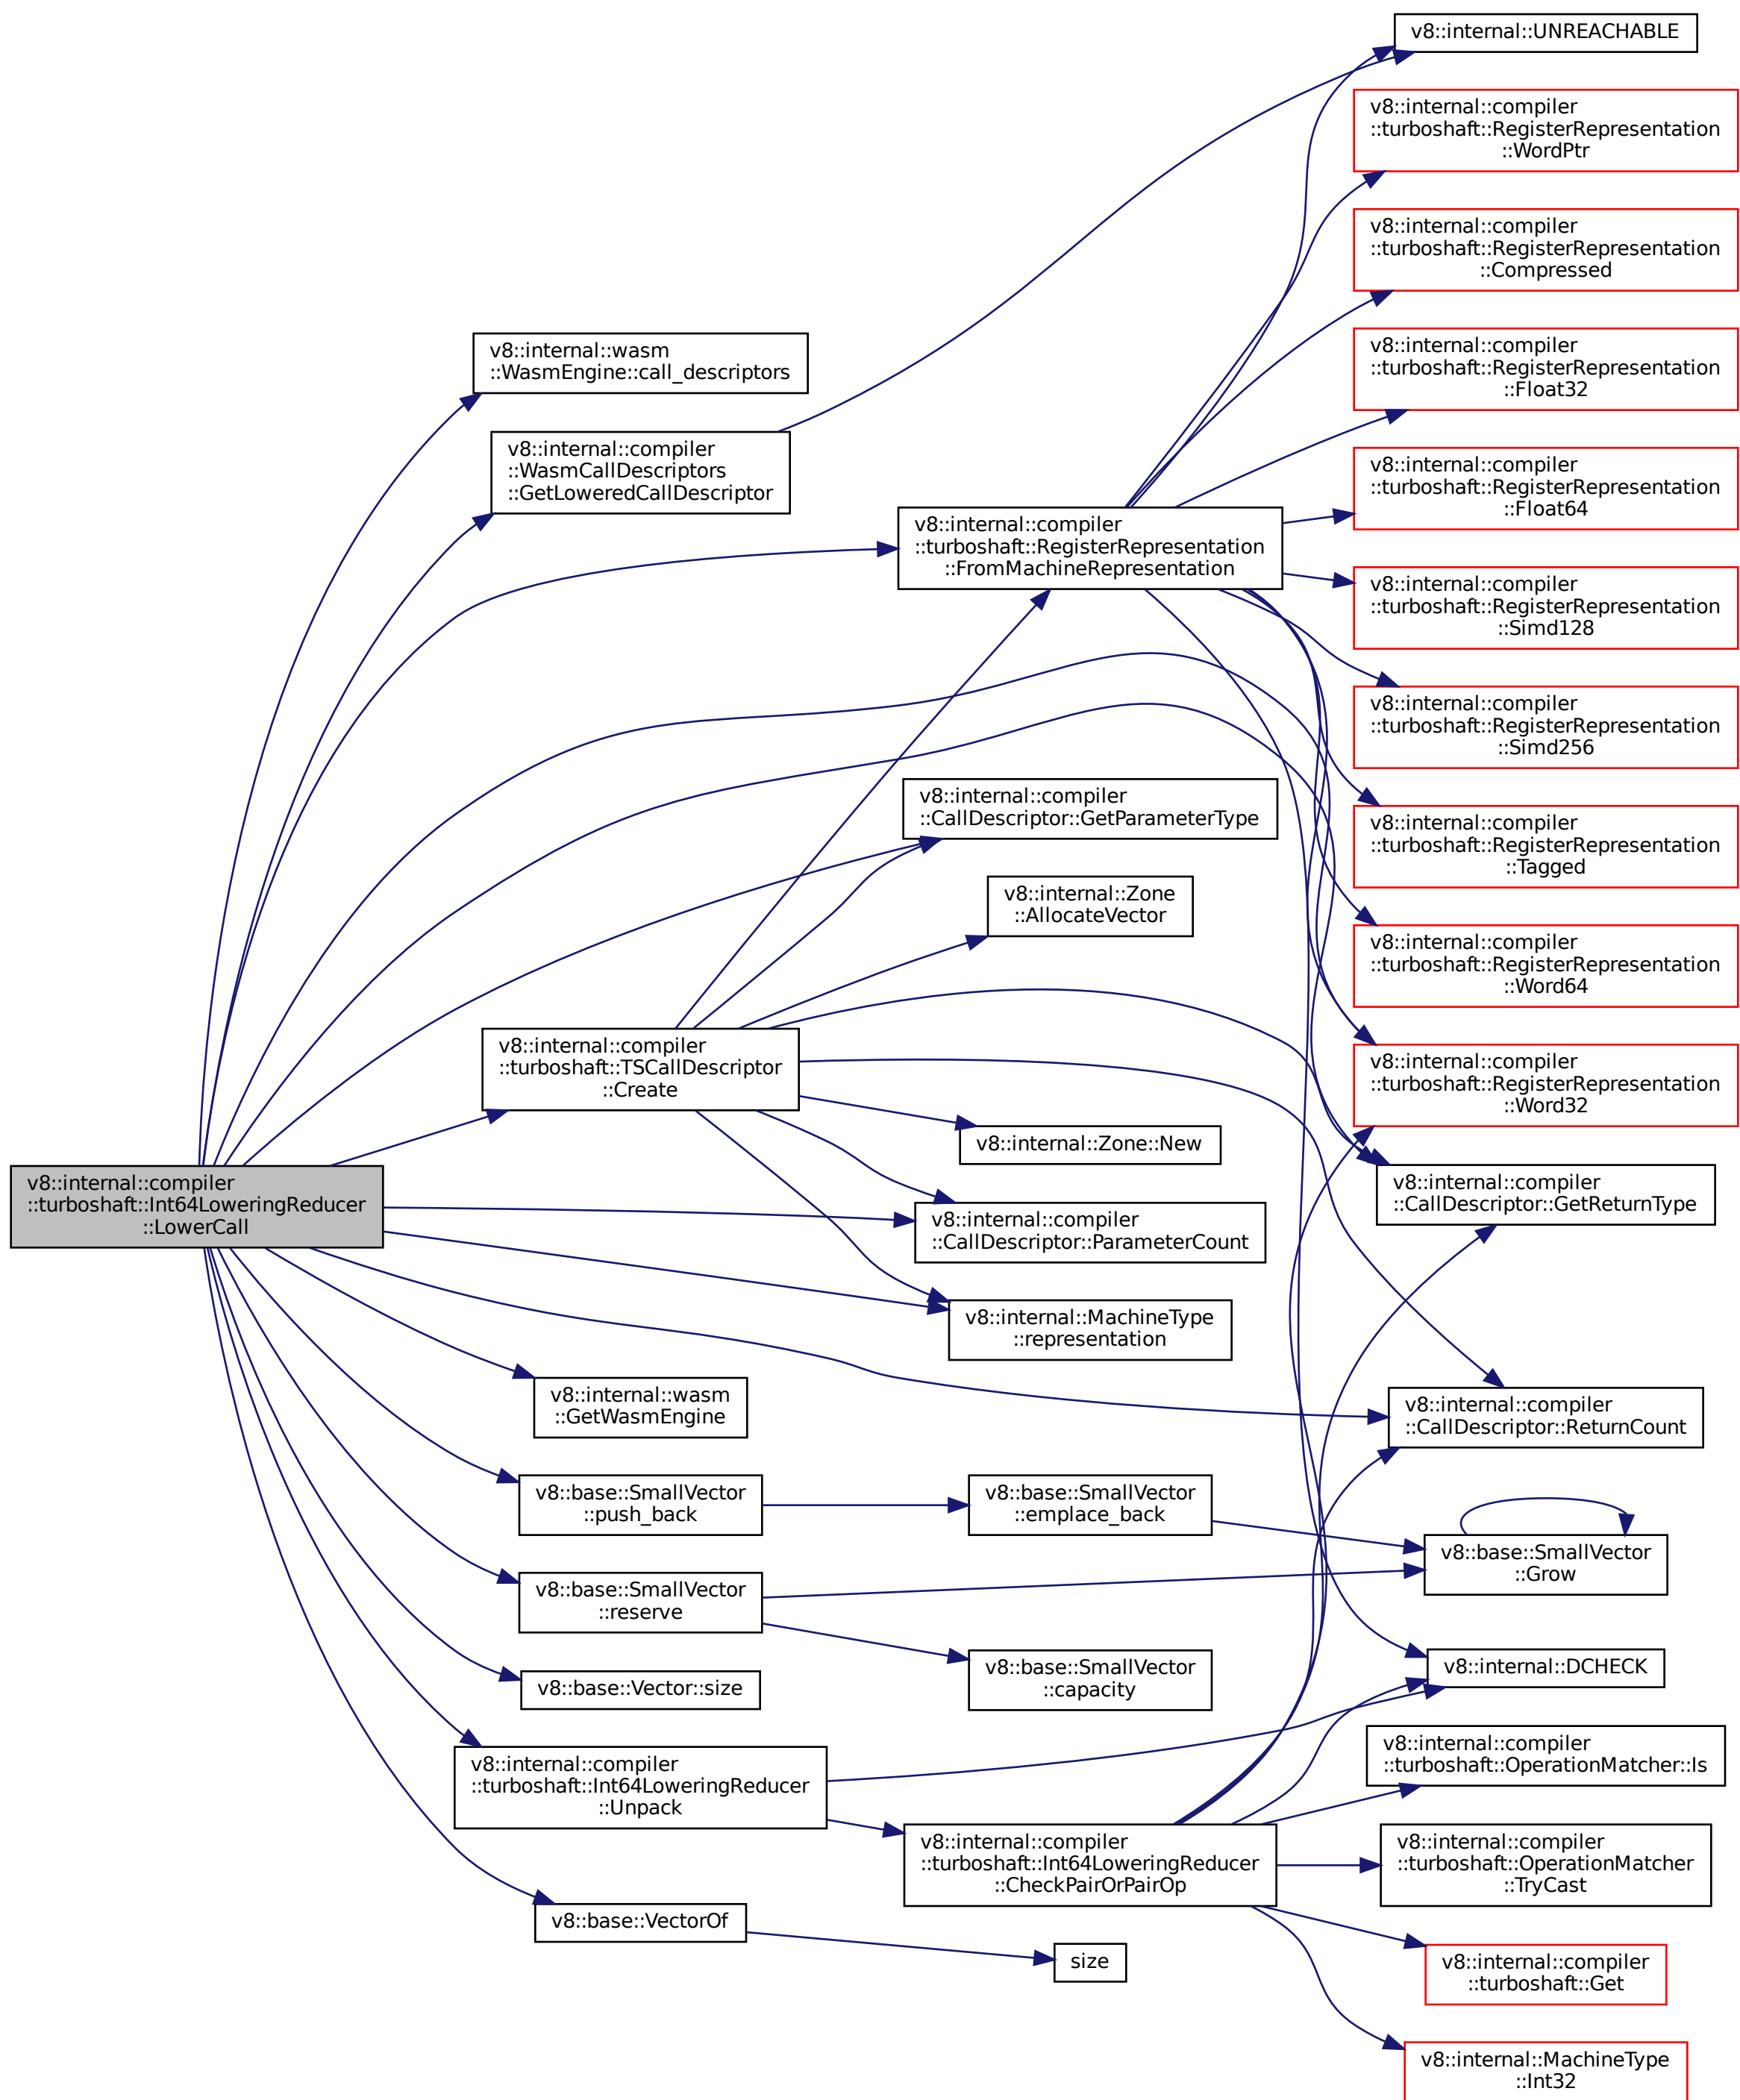 v8::internal::UNREACHABLE
v8::internal::compiler
::turboshaft::RegisterRepresentation
::WordPtr
v8::internal::compiler
::turboshaft::RegisterRepresentation
::Compressed
v8::internal::compiler
::turboshaft::RegisterRepresentation
::Float32
v8::internal::wasm
::WasmEngine::call_descriptors
v8::internal::compiler
::WasmCallDescriptors
::GetLoweredCallDescriptor
v8::internal::compiler
::turboshaft::RegisterRepresentation
::Float64
v8::internal::compiler
::turboshaft::RegisterRepresentation
::FromMachineRepresentation
v8::internal::compiler
::turboshaft::RegisterRepresentation
::Simd128
v8::internal::compiler
::turboshaft::RegisterRepresentation
::Simd256
v8::internal::compiler
::CallDescriptor::GetParameterType
v8::internal::compiler
::turboshaft::RegisterRepresentation
::Tagged
v8::internal::Zone
::AllocateVector
v8::internal::compiler
::turboshaft::RegisterRepresentation
::Word64
v8::internal::compiler
::turboshaft::TSCallDescriptor
::Create
v8::internal::compiler
::turboshaft::RegisterRepresentation
::Word32
v8::internal::Zone::New
v8::internal::compiler
::turboshaft::Int64LoweringReducer
::LowerCall
v8::internal::compiler
::CallDescriptor::GetReturnType
v8::internal::compiler
::CallDescriptor::ParameterCount
v8::internal::MachineType
::representation
v8::internal::wasm
::GetWasmEngine
v8::internal::compiler
::CallDescriptor::ReturnCount
v8::base::SmallVector
::push_back
v8::base::SmallVector
::emplace_back
v8::base::SmallVector
::Grow
v8::base::SmallVector
::reserve
v8::base::SmallVector
::capacity
v8::internal::DCHECK
v8::base::Vector::size
v8::internal::compiler
::turboshaft::OperationMatcher::Is
v8::internal::compiler
::turboshaft::Int64LoweringReducer
::Unpack
v8::internal::compiler
::turboshaft::Int64LoweringReducer
::CheckPairOrPairOp
v8::internal::compiler
::turboshaft::OperationMatcher
::TryCast
v8::base::VectorOf
size
v8::internal::compiler
::turboshaft::Get
v8::internal::MachineType
::Int32